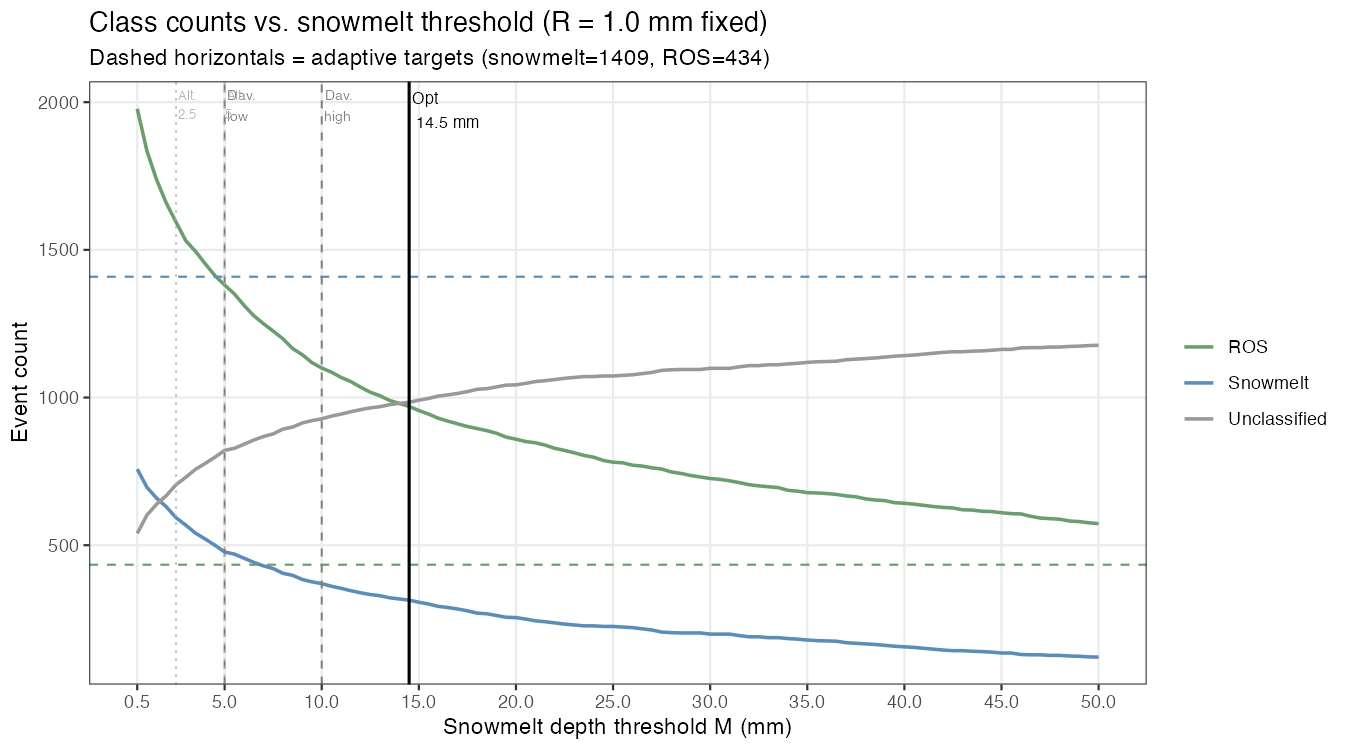 Class counts vs. snowmelt threshold (R = 1.0 mm fixed)
Dashed horizontals = adaptive targets (snowmelt=1409, ROS=434)
Alt.
2.5
Dav.
low
Dav.
high
Opt
14.5 mm
2000
1500
1000
500
Event count
0.5
5.0
10.0
15.0
20.0
25.0
30.0
35.0
40.0
45.0
50.0
Snowmelt depth threshold M (mm)
ROS
Snowmelt
Unclassified